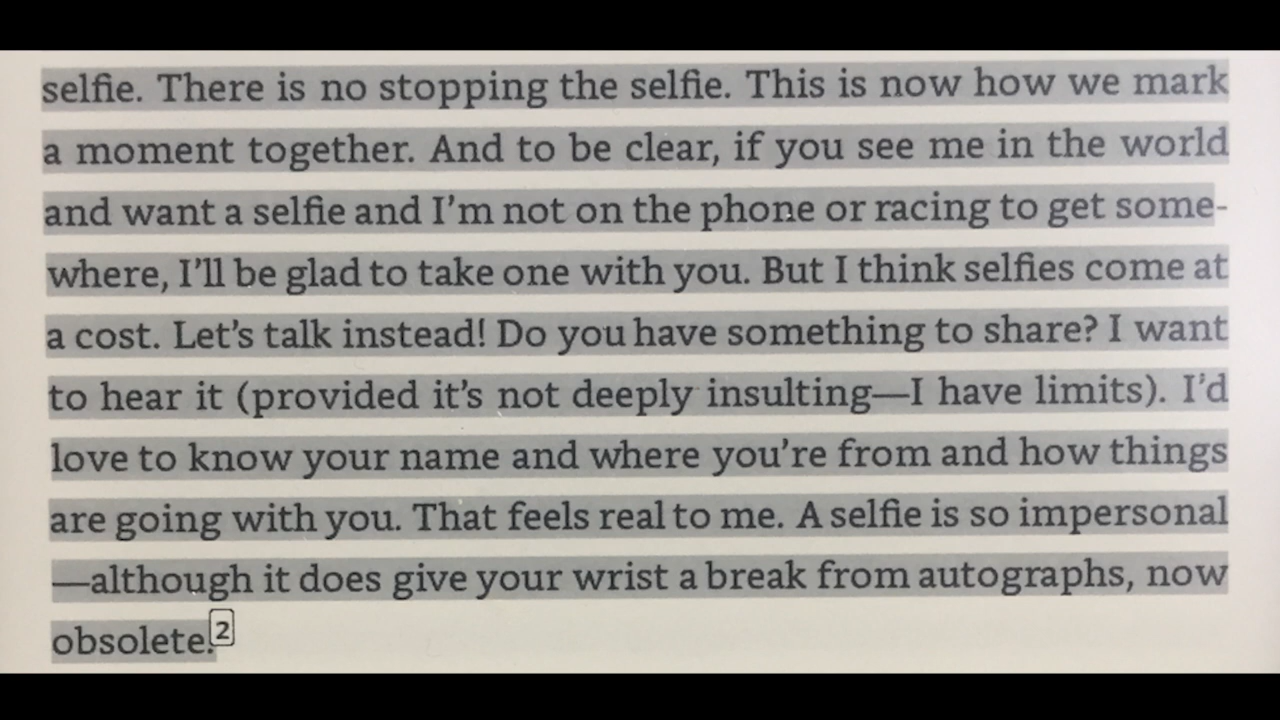 selfie. There is no stopping the selfie. This is now how we mark
a moment together. And to be clear, if you see me in the world
and want a selfie and I’m not on the phone or racing to get some-
where, I’ll be glad to take one with you. But I think selfies come at
a cost. Let’s talk instead! Do you have something to share? I want
to hear it (provided it’s not deeply insulting—I have limits). I’d
love to know your name and where you’re from and how things
are going with you. That feels real to me. A selfie is so impersonal
—although it does give your wrist a break from autographs, now
obsolete.2